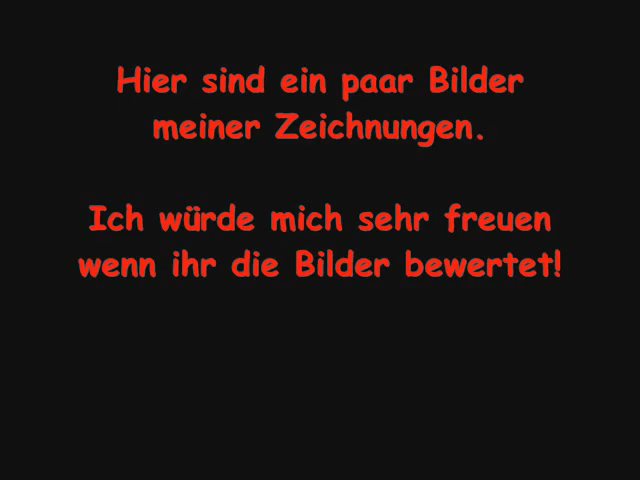 Hier sind ein paar Bilder
meiner Zeichnungen.
Ich würde mich sehr freuen
wenn ihr die Bilder bewertet!